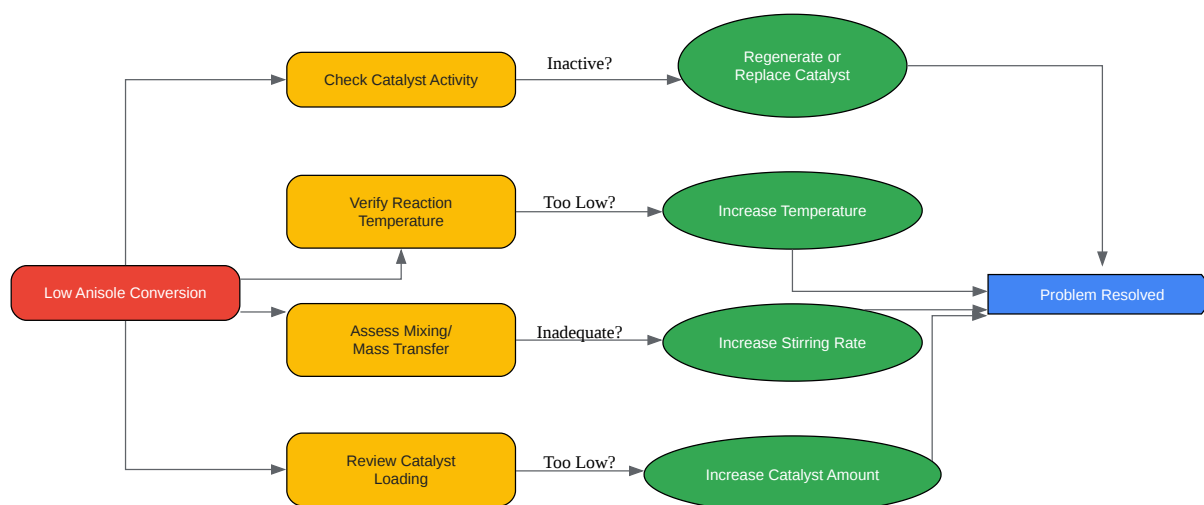 Check Catalyst Activity
Inactive?
Regenerate or
Replace Catalyst
Verify Reaction
Temperature
Too Low?
Increase Temperature
Low Anisole Conversion
Problem Resolved
Assess Mixing/
Mass Transfer
Inadequate?
Increase Stirring Rate
Review Catalyst
Loading
Too Low?
Increase Catalyst Amount